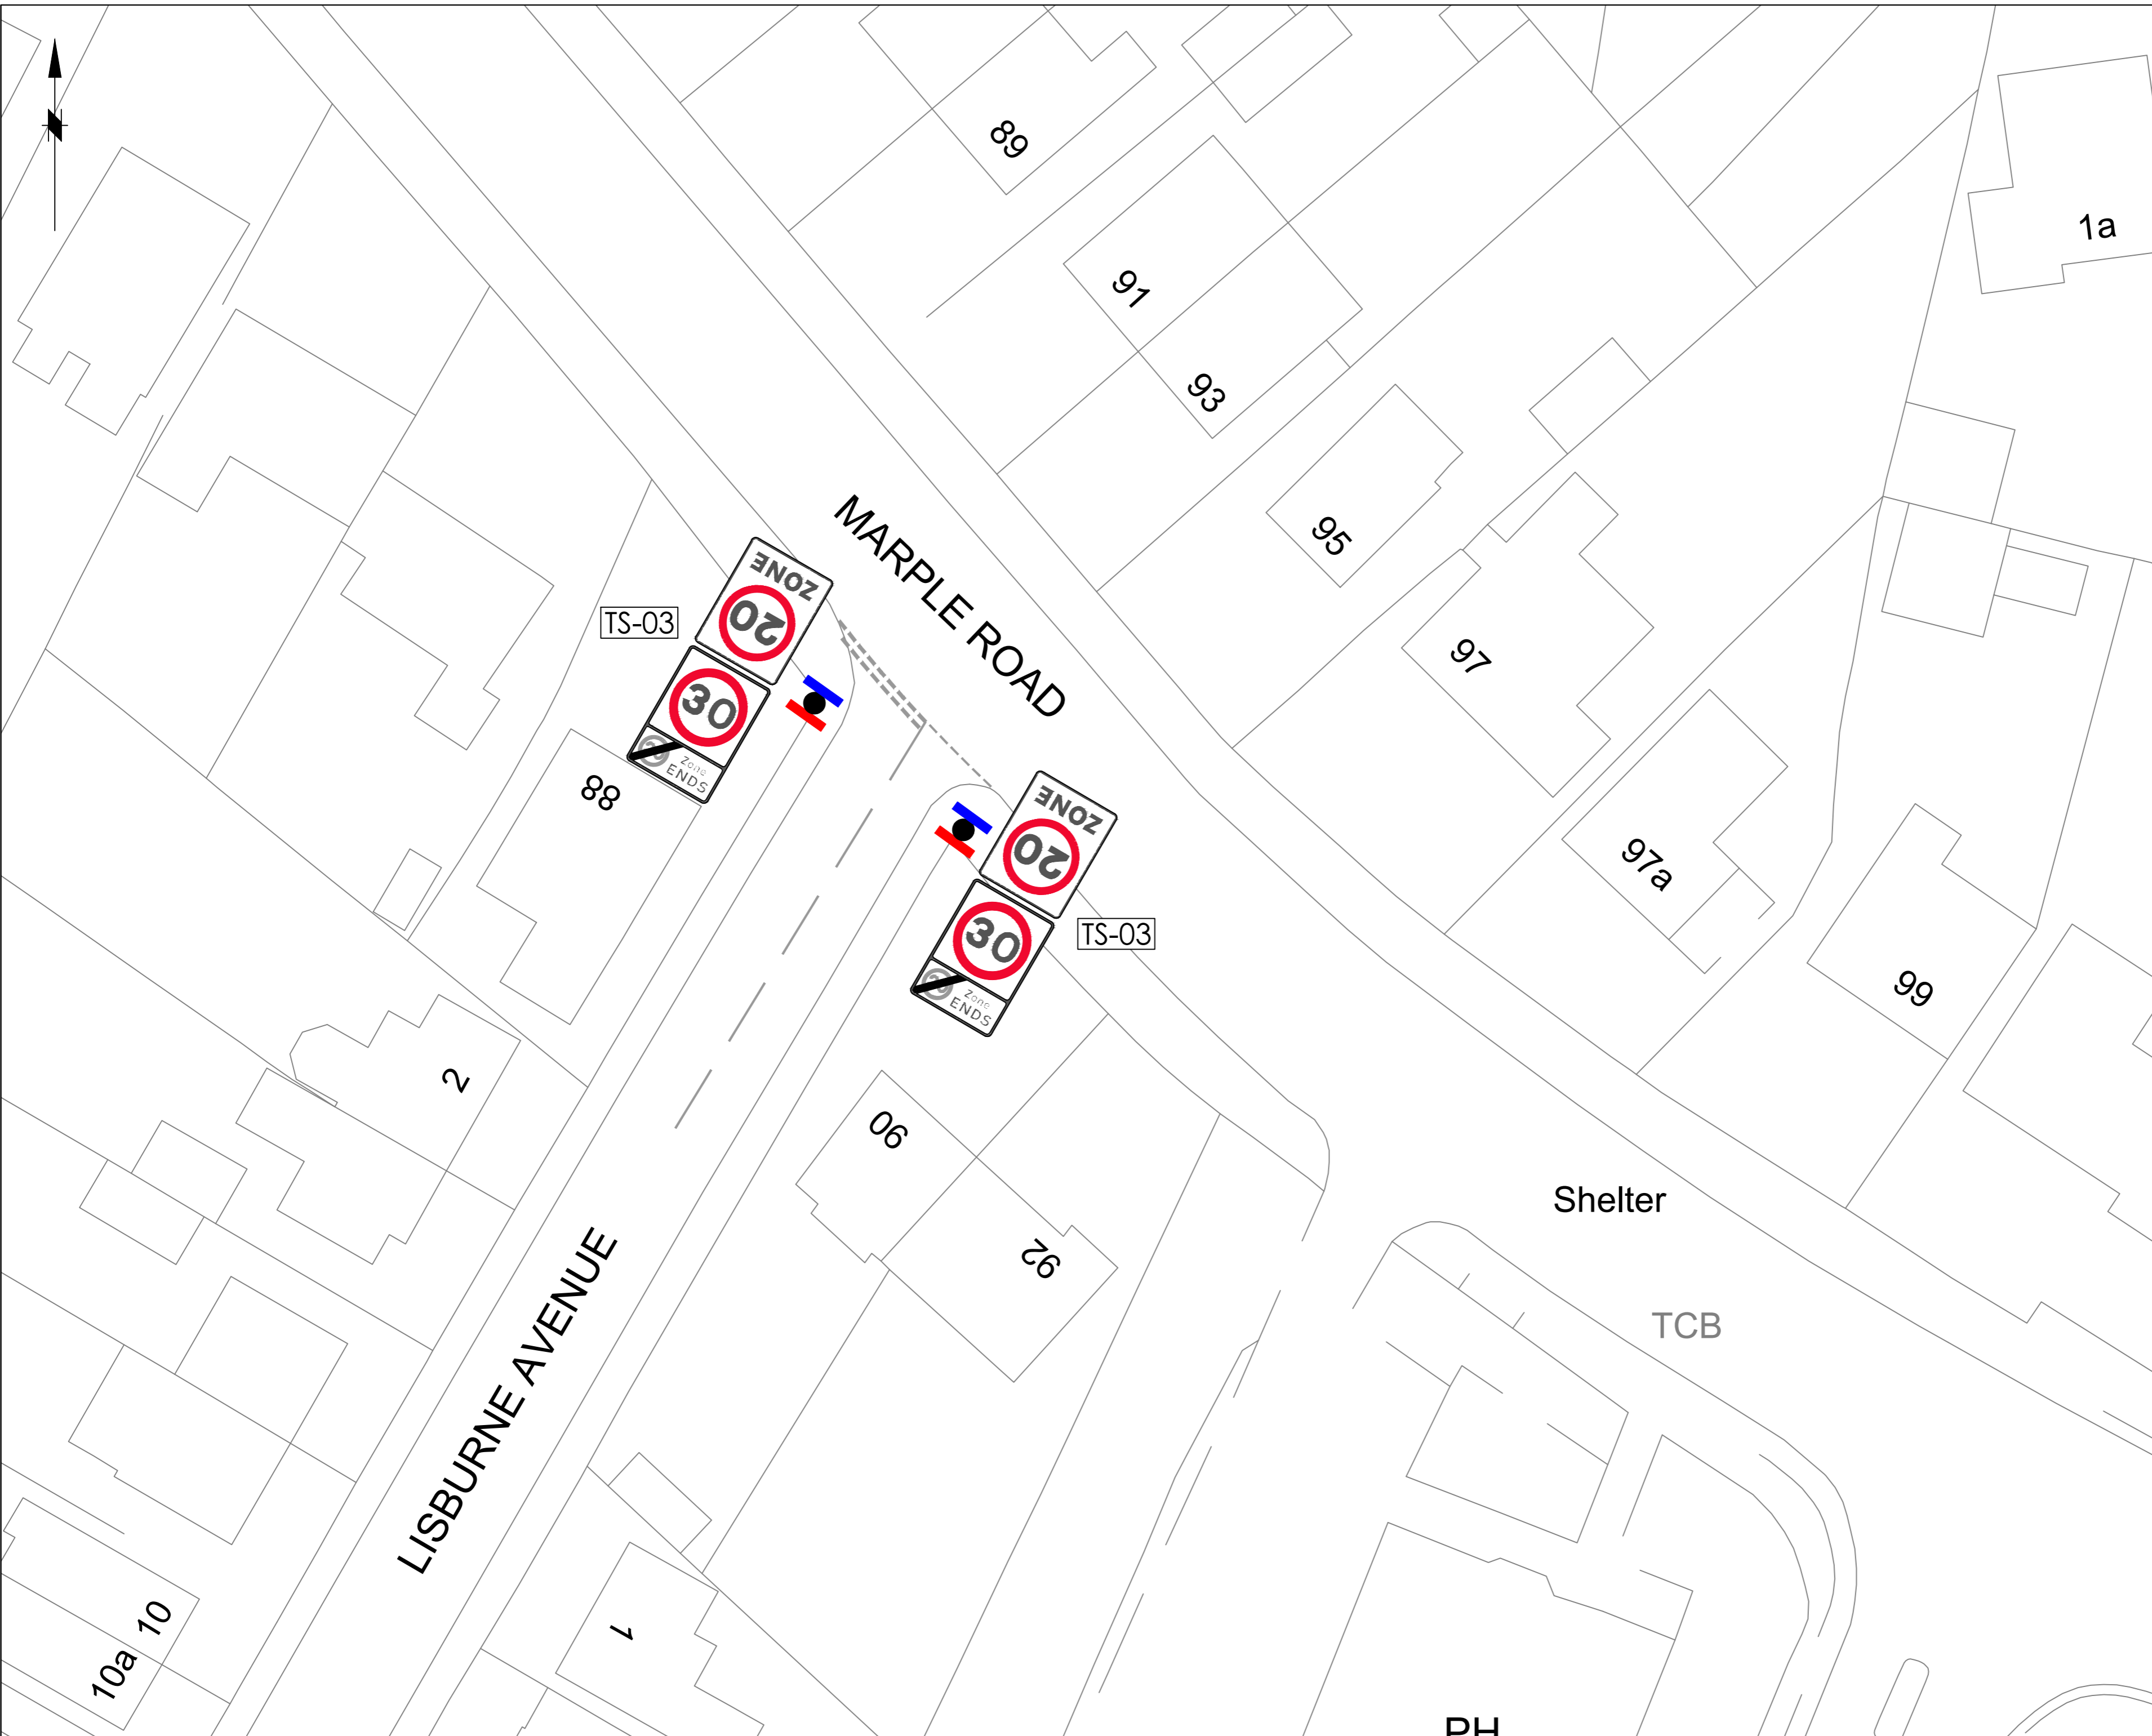 89
1a
91
93
MARPLE ROAD
95
ZONE
20
TS-03
30
Zone
ENDS
97
88
ZONE
20
TS-03
30
20
Zone
ENDS
97a
99
2
90
92
Shelter
TCB
LISBURNE AVENUE
10
10a
1
PH